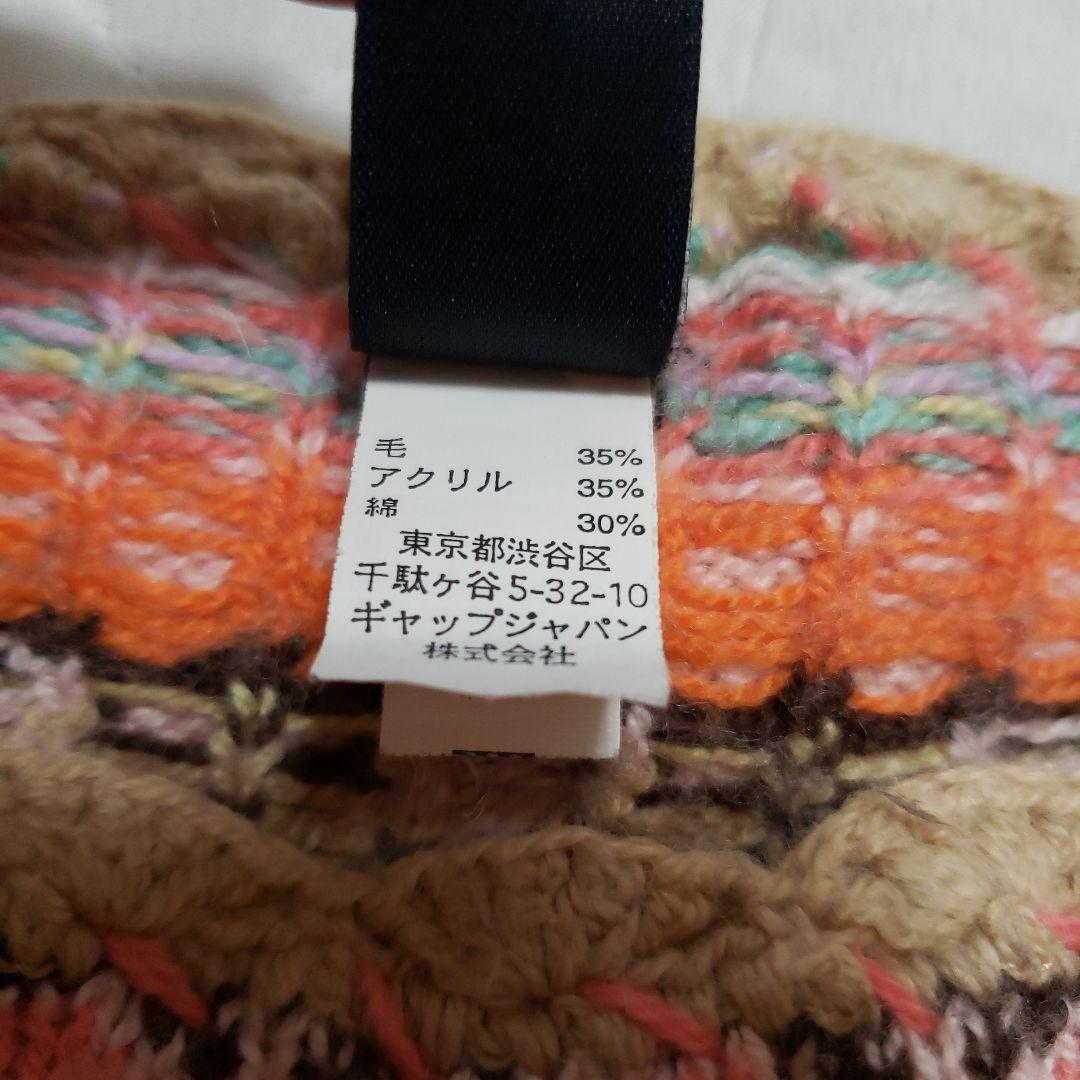 毛 35%
アクリル 35%
綿 30%
東京都渋谷区
千駄ヶ谷5-32-10
ギャップジャパン
株式会社